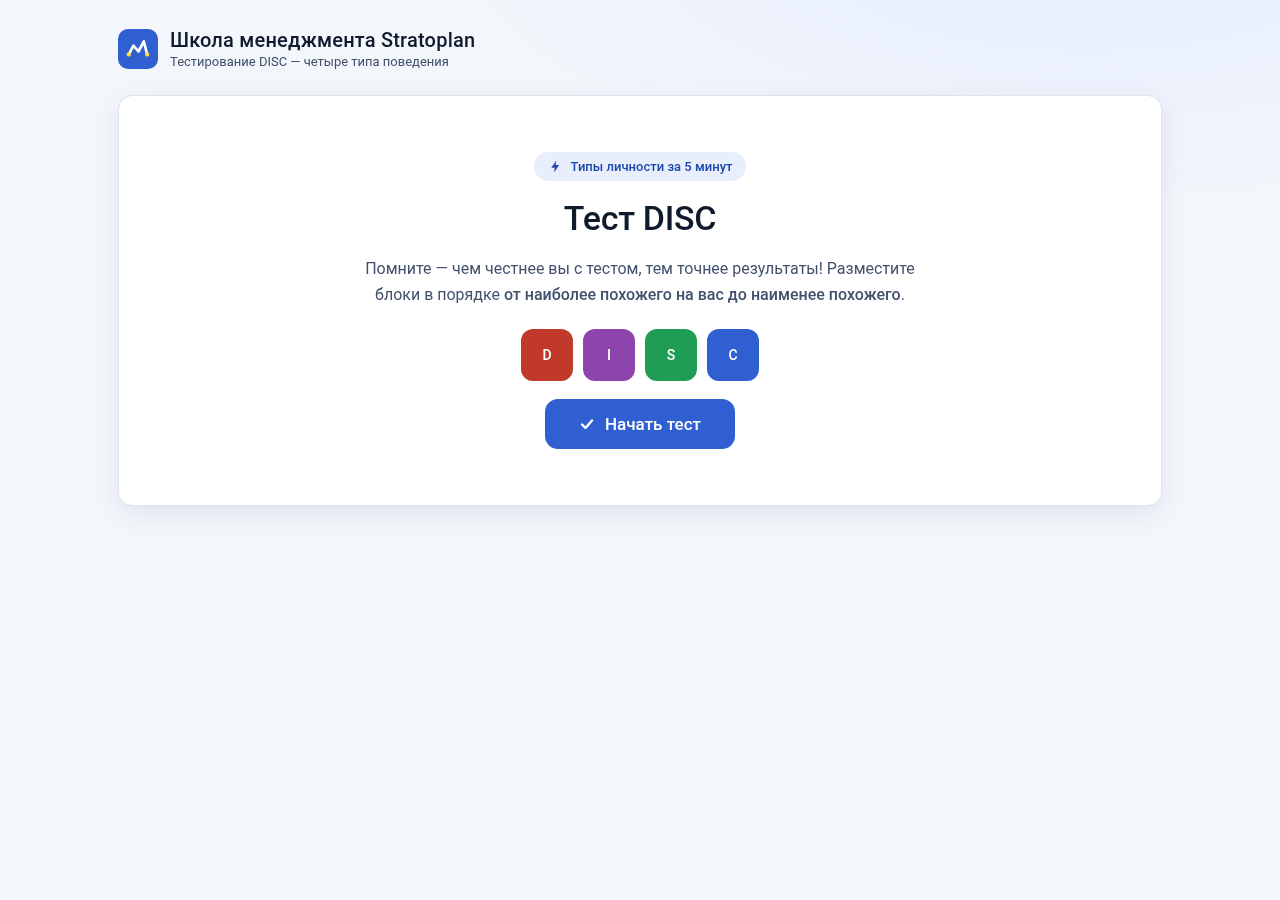 Школа менеджмента Stratoplan
Тестирование DISC — четыре типа поведения
Типы личности за 5 минут
Тест DISC
Помните — чем честнее вы с тестом, тем точнее результаты! Разместите
блоки в порядке от наиболее похожего на вас до наименее похожего.
D I S C
Начать тест